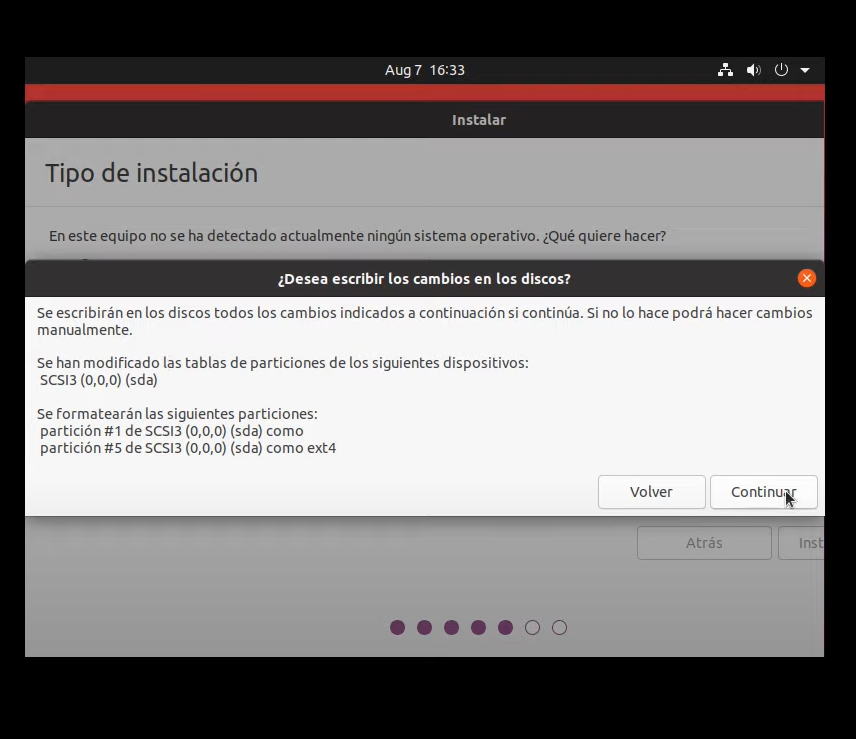 Aug 7 16:33
Instalar
Tipo de instalación
En este equipo no se ha detectado actualmente ningún sistema operativo. ¿Qué quiere hacer?
¿Desea escribir los cambios en los discos?
Se escribirán en los discos todos los cambios indicados a continuación si continúa. Si no lo hace podrá hacer cambios
manualmente.
Se han modificado las tablas de particiones de los siguientes dispositivos:
SCSI3 (0,0,0) (sda)
Se formatearán las siguientes particiones:
partición #1 de SCSI3 (0,0,0) (sda) como
partición #5 de SCSI3 (0,0,0) (sda) como ext4
Volver Continuar
Atrás Inst